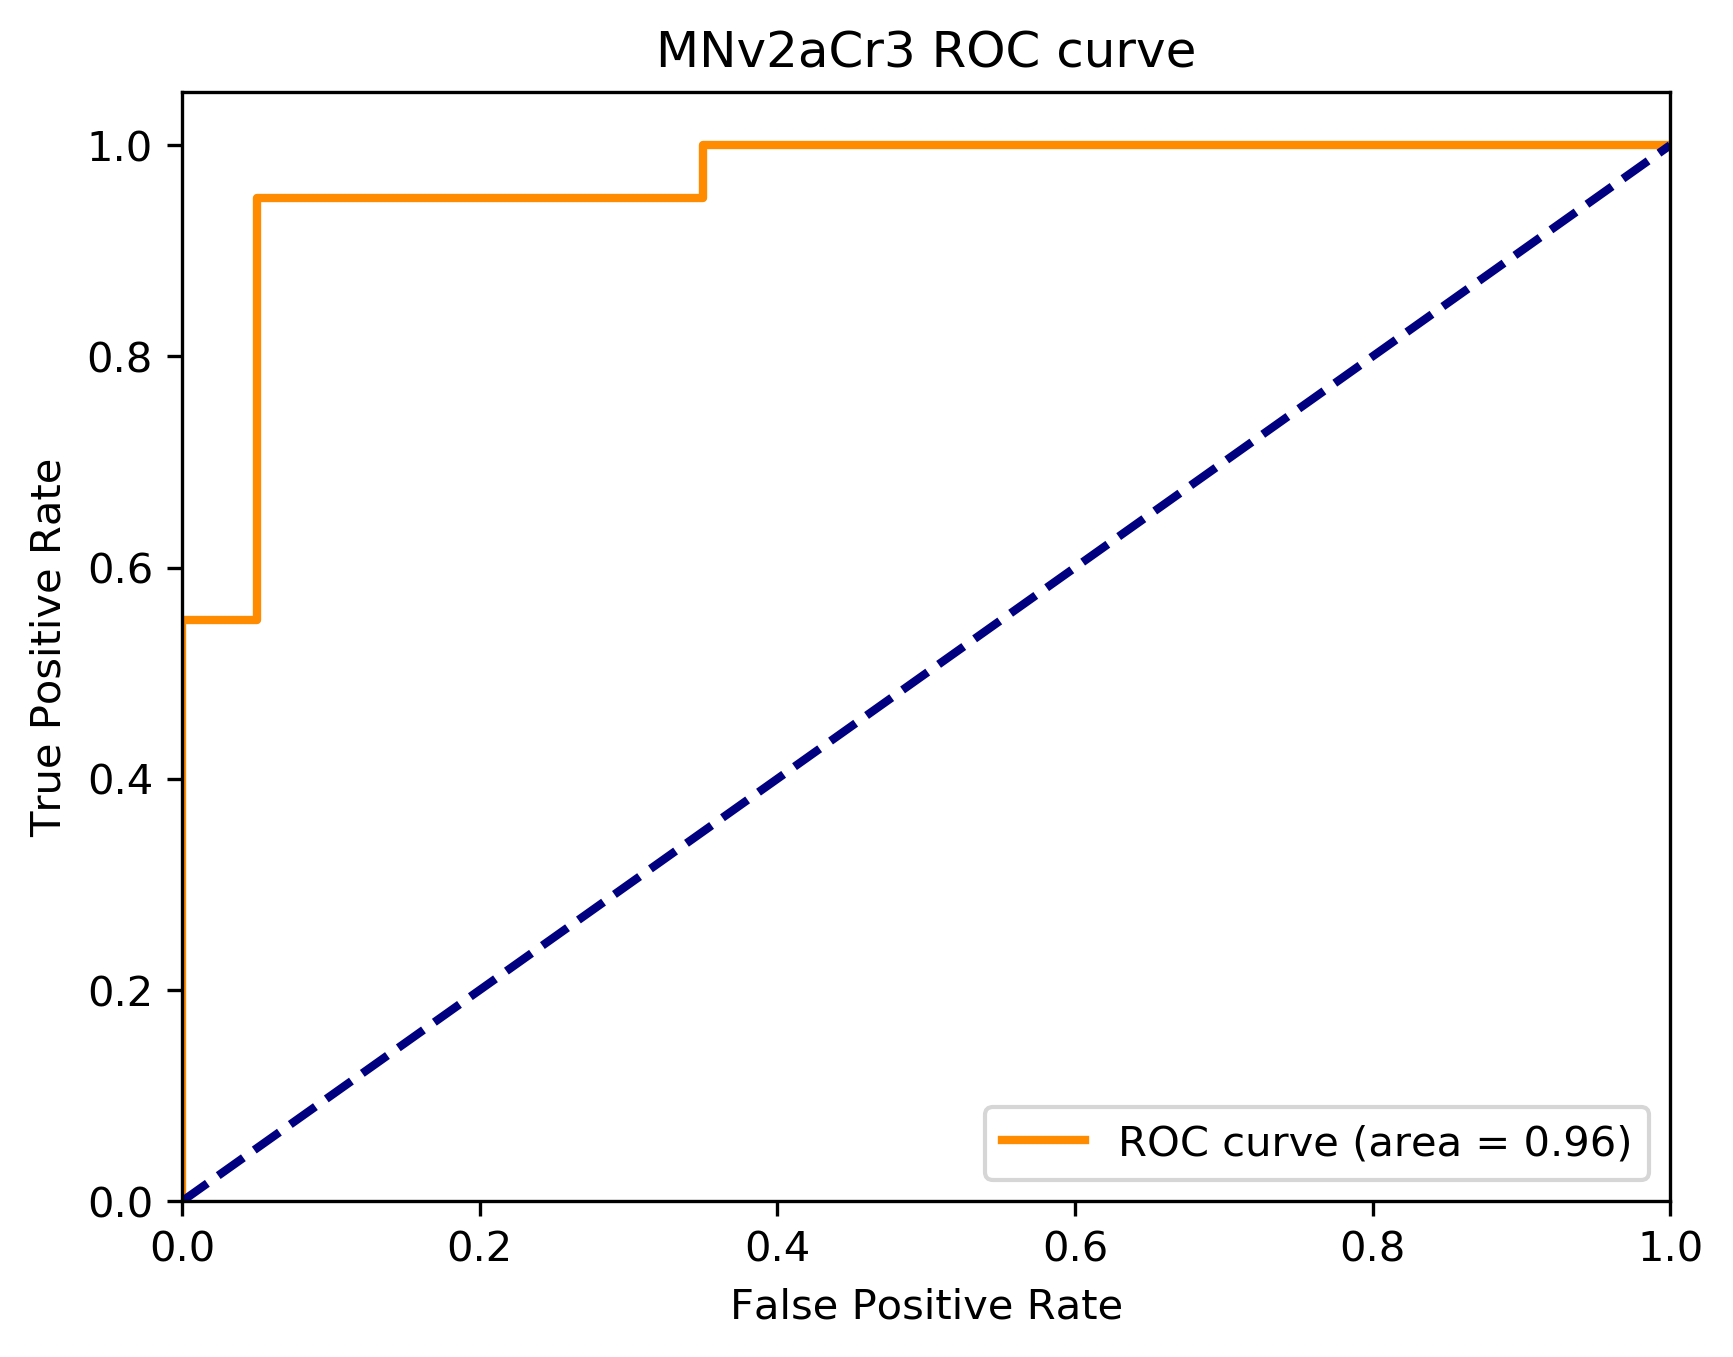 MNv2aCr3 ROC curve
True Positive Rate
1.0
0.8
0.6
0.4
0.2
0.0
ROC curve (area = 0.96)
0.0 0.2 0.4 0.6 0.8 1.0
False Positive Rate